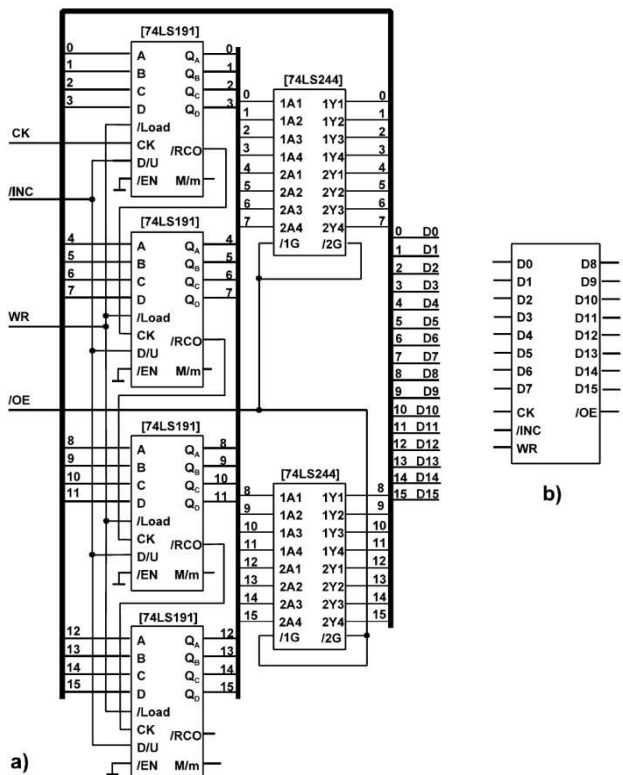 [74LS191]
0 A QA 0
1 B QB 1
2 C QC 2
3 D QD 3
/Load
CK CK /RCO
D/U
/INC /EN M/m
[74LS244]
0 1A1 1Y1 0
1 1A2 1Y2 1
2 1A3 1Y3 2
3 1A4 1Y4 3
4 2A1 2Y1 4
5 2A2 2Y2 5
6 2A3 2Y3 6
7 2A4 2Y4 7
/1G /2G
[74LS191]
4 A QA 4
5 B QB 5
6 C QC 6
7 D QD 7
/Load
WR CK /RCO
D/U
/EN M/m
/OE
0 D0
1 D1
2 D2
3 D3
4 D4
5 D5
6 D6
7 D7
8 D8
9 D9
10 D10
11 D11
12 D12
13 D13
14 D14
15 D15
D0 D8
D1 D9
D2 D10
D3 D11
D4 D12
D5 D13
D6 D14
D7 D15
CK /OE
/INC
WR
b)
[74LS191]
8 A QA 8
9 B QB 9
10 C QC 10
11 D QD 11
/Load
CK /RCO
D/U
/EN M/m
[74LS244]
8 1A1 1Y1 8
9 1A2 1Y2 9
10 1A3 1Y3 10
11 1A4 1Y4 11
12 2A1 2Y1 12
13 2A2 2Y2 13
14 2A3 2Y3 14
15 2A4 2Y4 15
/1G /2G
[74LS191]
12 A QA 12
13 B QB 13
14 C QC 14
15 D QD 15
/Load
CK /RCO
D/U
/EN M/m
a)